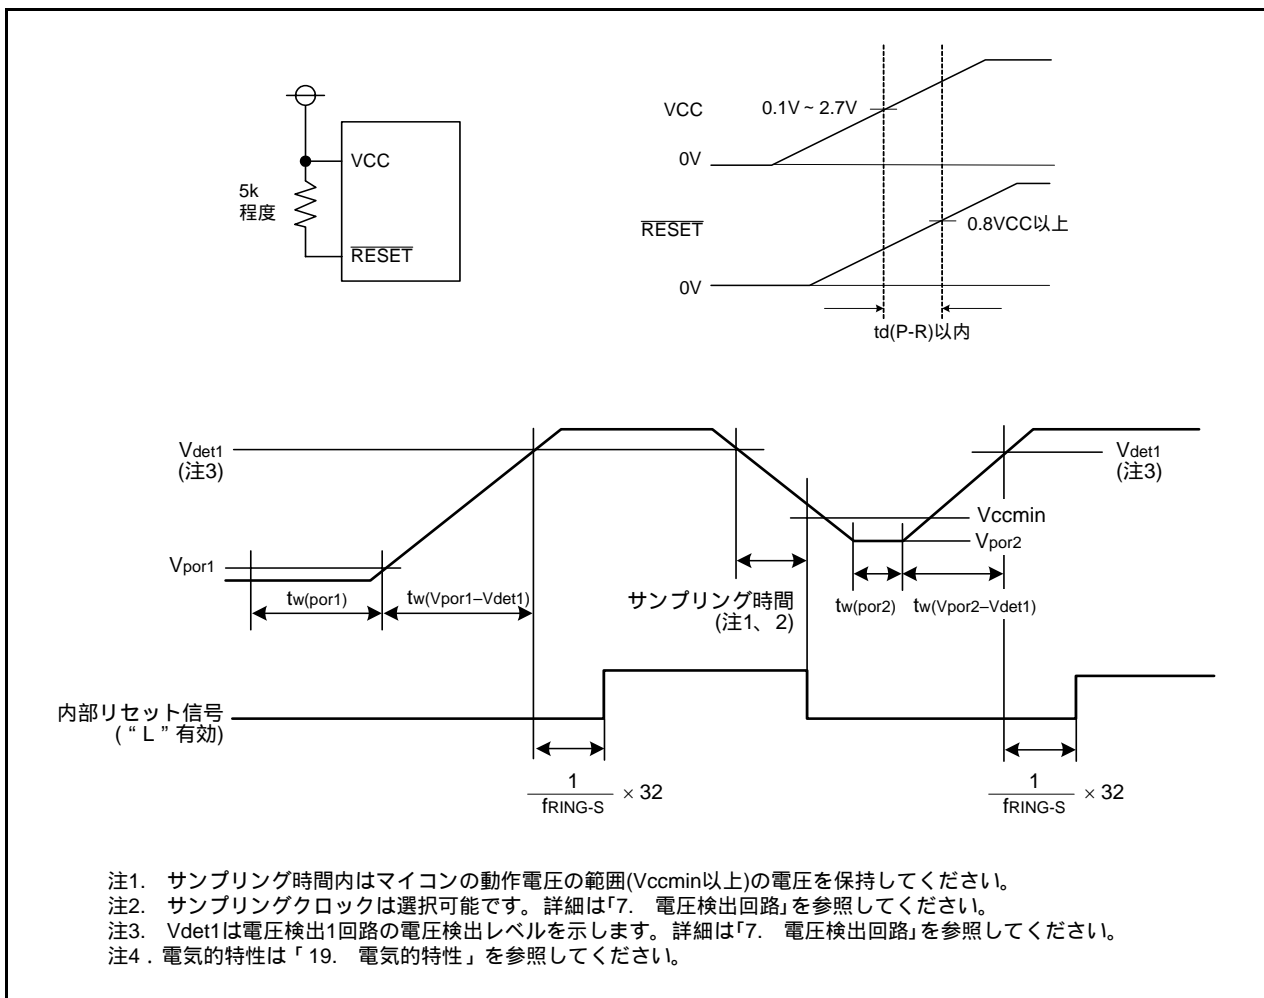 VCC
5k
程度
RESET
VCC
0.1V ~ 2.7V
0V
RESET
0.8VCC以上
0V
td(P-R)以内
Vdet1
(注3)
Vdet1
(注3)
Vccmin
Vpor2
Vpor1
tw(por1)
tw(Vpor1–Vdet1)
サンプリング時間
(注1、2)
tw(por2)
tw(Vpor2–Vdet1)
内部リセット信号
( “ L ” 有効)
1
fRING-S
× 32
1
fRING-S
× 32
注1. サンプリング時間内はマイコンの動作電圧の範囲(Vccmin以上)の電圧を保持してください。
注2. サンプリングクロックは選択可能です。詳細は「7. 電圧検出回路」を参照してください。
注3. Vdet1は電圧検出1回路の電圧検出レベルを示します。詳細は「7. 電圧検出回路」を参照してください。
注4 . 電気的特性は「 19. 電気的特性 」を参照してください。